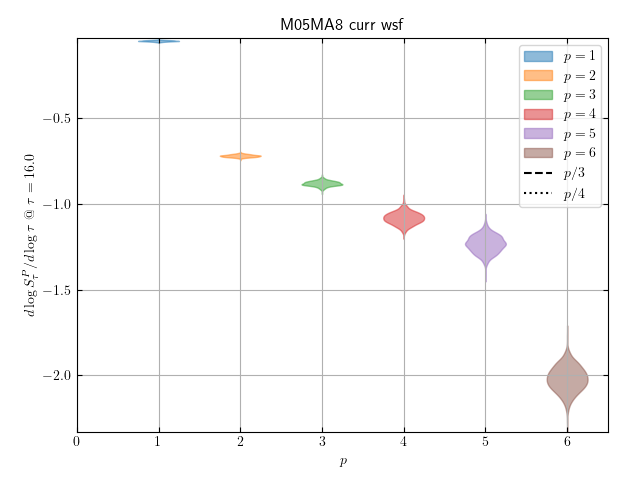 M05MA8 curr wsf
d log S_τ^P / d log τ @ τ = 16.0
−0.5
−1.0
−1.5
−2.0
0 1 2 3 4 5 6
p
p = 1
p = 2
p = 3
p = 4
p = 5
p = 6
p/3
p/4